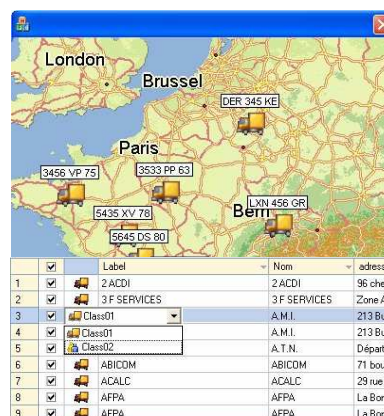 London
Brussel
DER 345 KE
Paris
3456 VP 75
3533 PP 63
LXN 456 GR
5435 XV 78
Bern
5645 DS 80
Label Nom adress
1 2 ACDI 2 ACDI 96 che
2 3 F SERVICES 3 F SERVICES Zone A
3 Class01 A.M.I. 213 Bu
4 Class01 A.M.I. 213 Bu
5 Class02 A.T.N. Départ
6 ABICOM ABICOM 71 bou
7 ACALC ACALC 29 rue
8 AFPA AFPA La Bor
9 AFPA AFPA La Bor